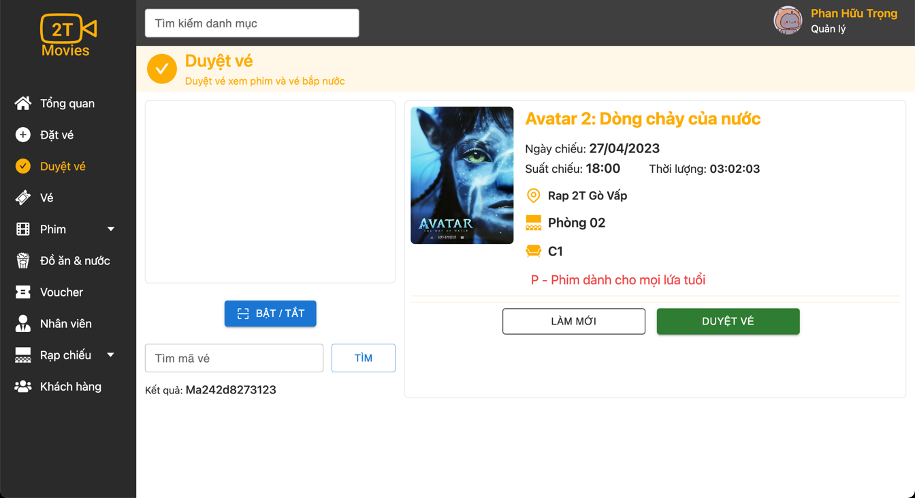 2T
Movies
Tìm kiếm danh mục
Phan Hữu Trọng
Quản lý
Duyệt vé
Duyệt vé xem phim và vé bắp nước
Tổng quan
Đặt vé
Duyệt vé
Vé
Phim
Đồ ăn & nước
Voucher
Nhân viên
Rạp chiếu
Khách hàng
BẬT / TẮT
Tìm mã vé
TÌM
Kết quả: Ma242d8273123
AVATAR
THE WAY OF WATER
Avatar 2: Dòng chảy của nước
Ngày chiếu: 27/04/2023
Suất chiếu: 18:00 Thời lượng: 03:02:03
Rap 2T Gò Vấp
Phòng 02
C1
P - Phim dành cho mọi lứa tuổi
LÀM MỚI
DUYỆT VÉ